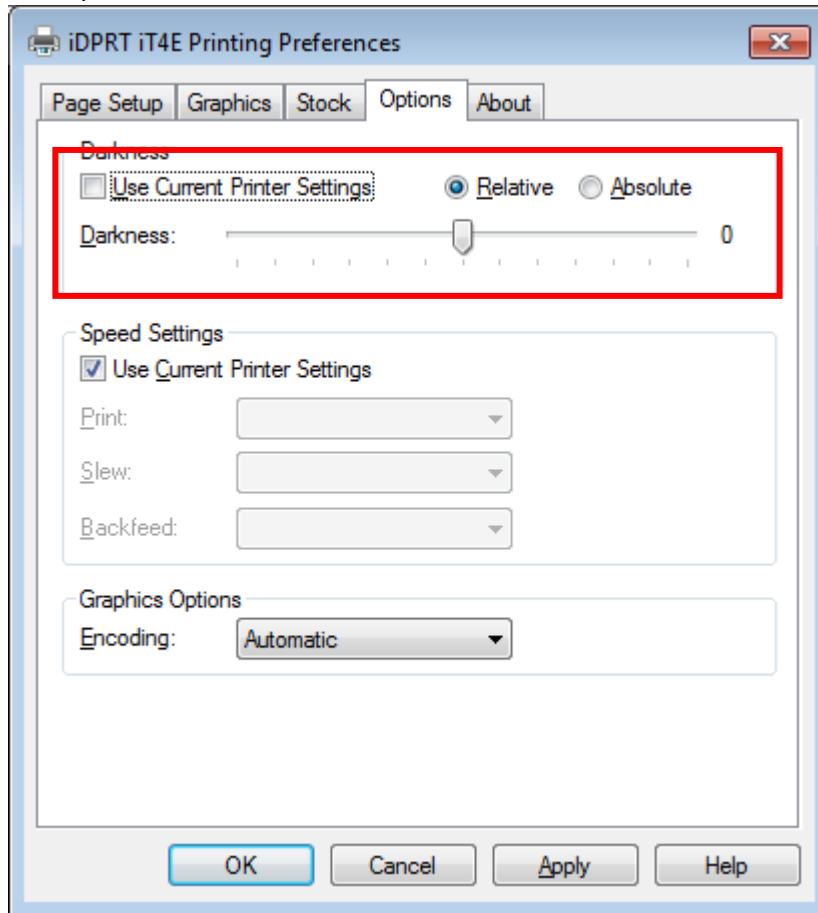 iDPRT iT4E Printing Preferences
Page Setup Graphics Stock Options About
Darkness
Use Current Printer Settings Relative Absolute
Darkness: 0
Speed Settings
Use Current Printer Settings
Print:
Slew:
Backfeed:
Graphics Options
Encoding: Automatic
OK Cancel Apply Help